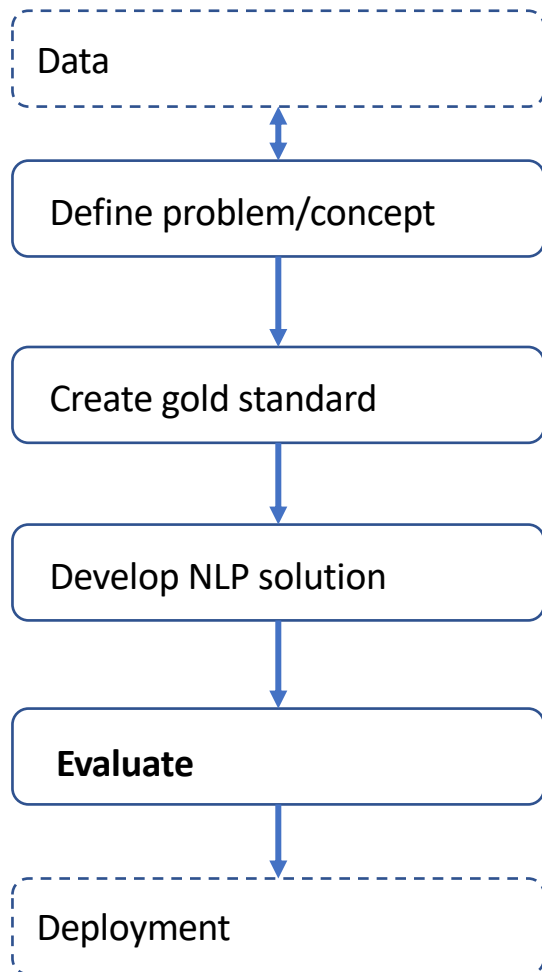 Data
Define problem/concept
Create gold standard
Develop NLP solution
Evaluate
Deployment